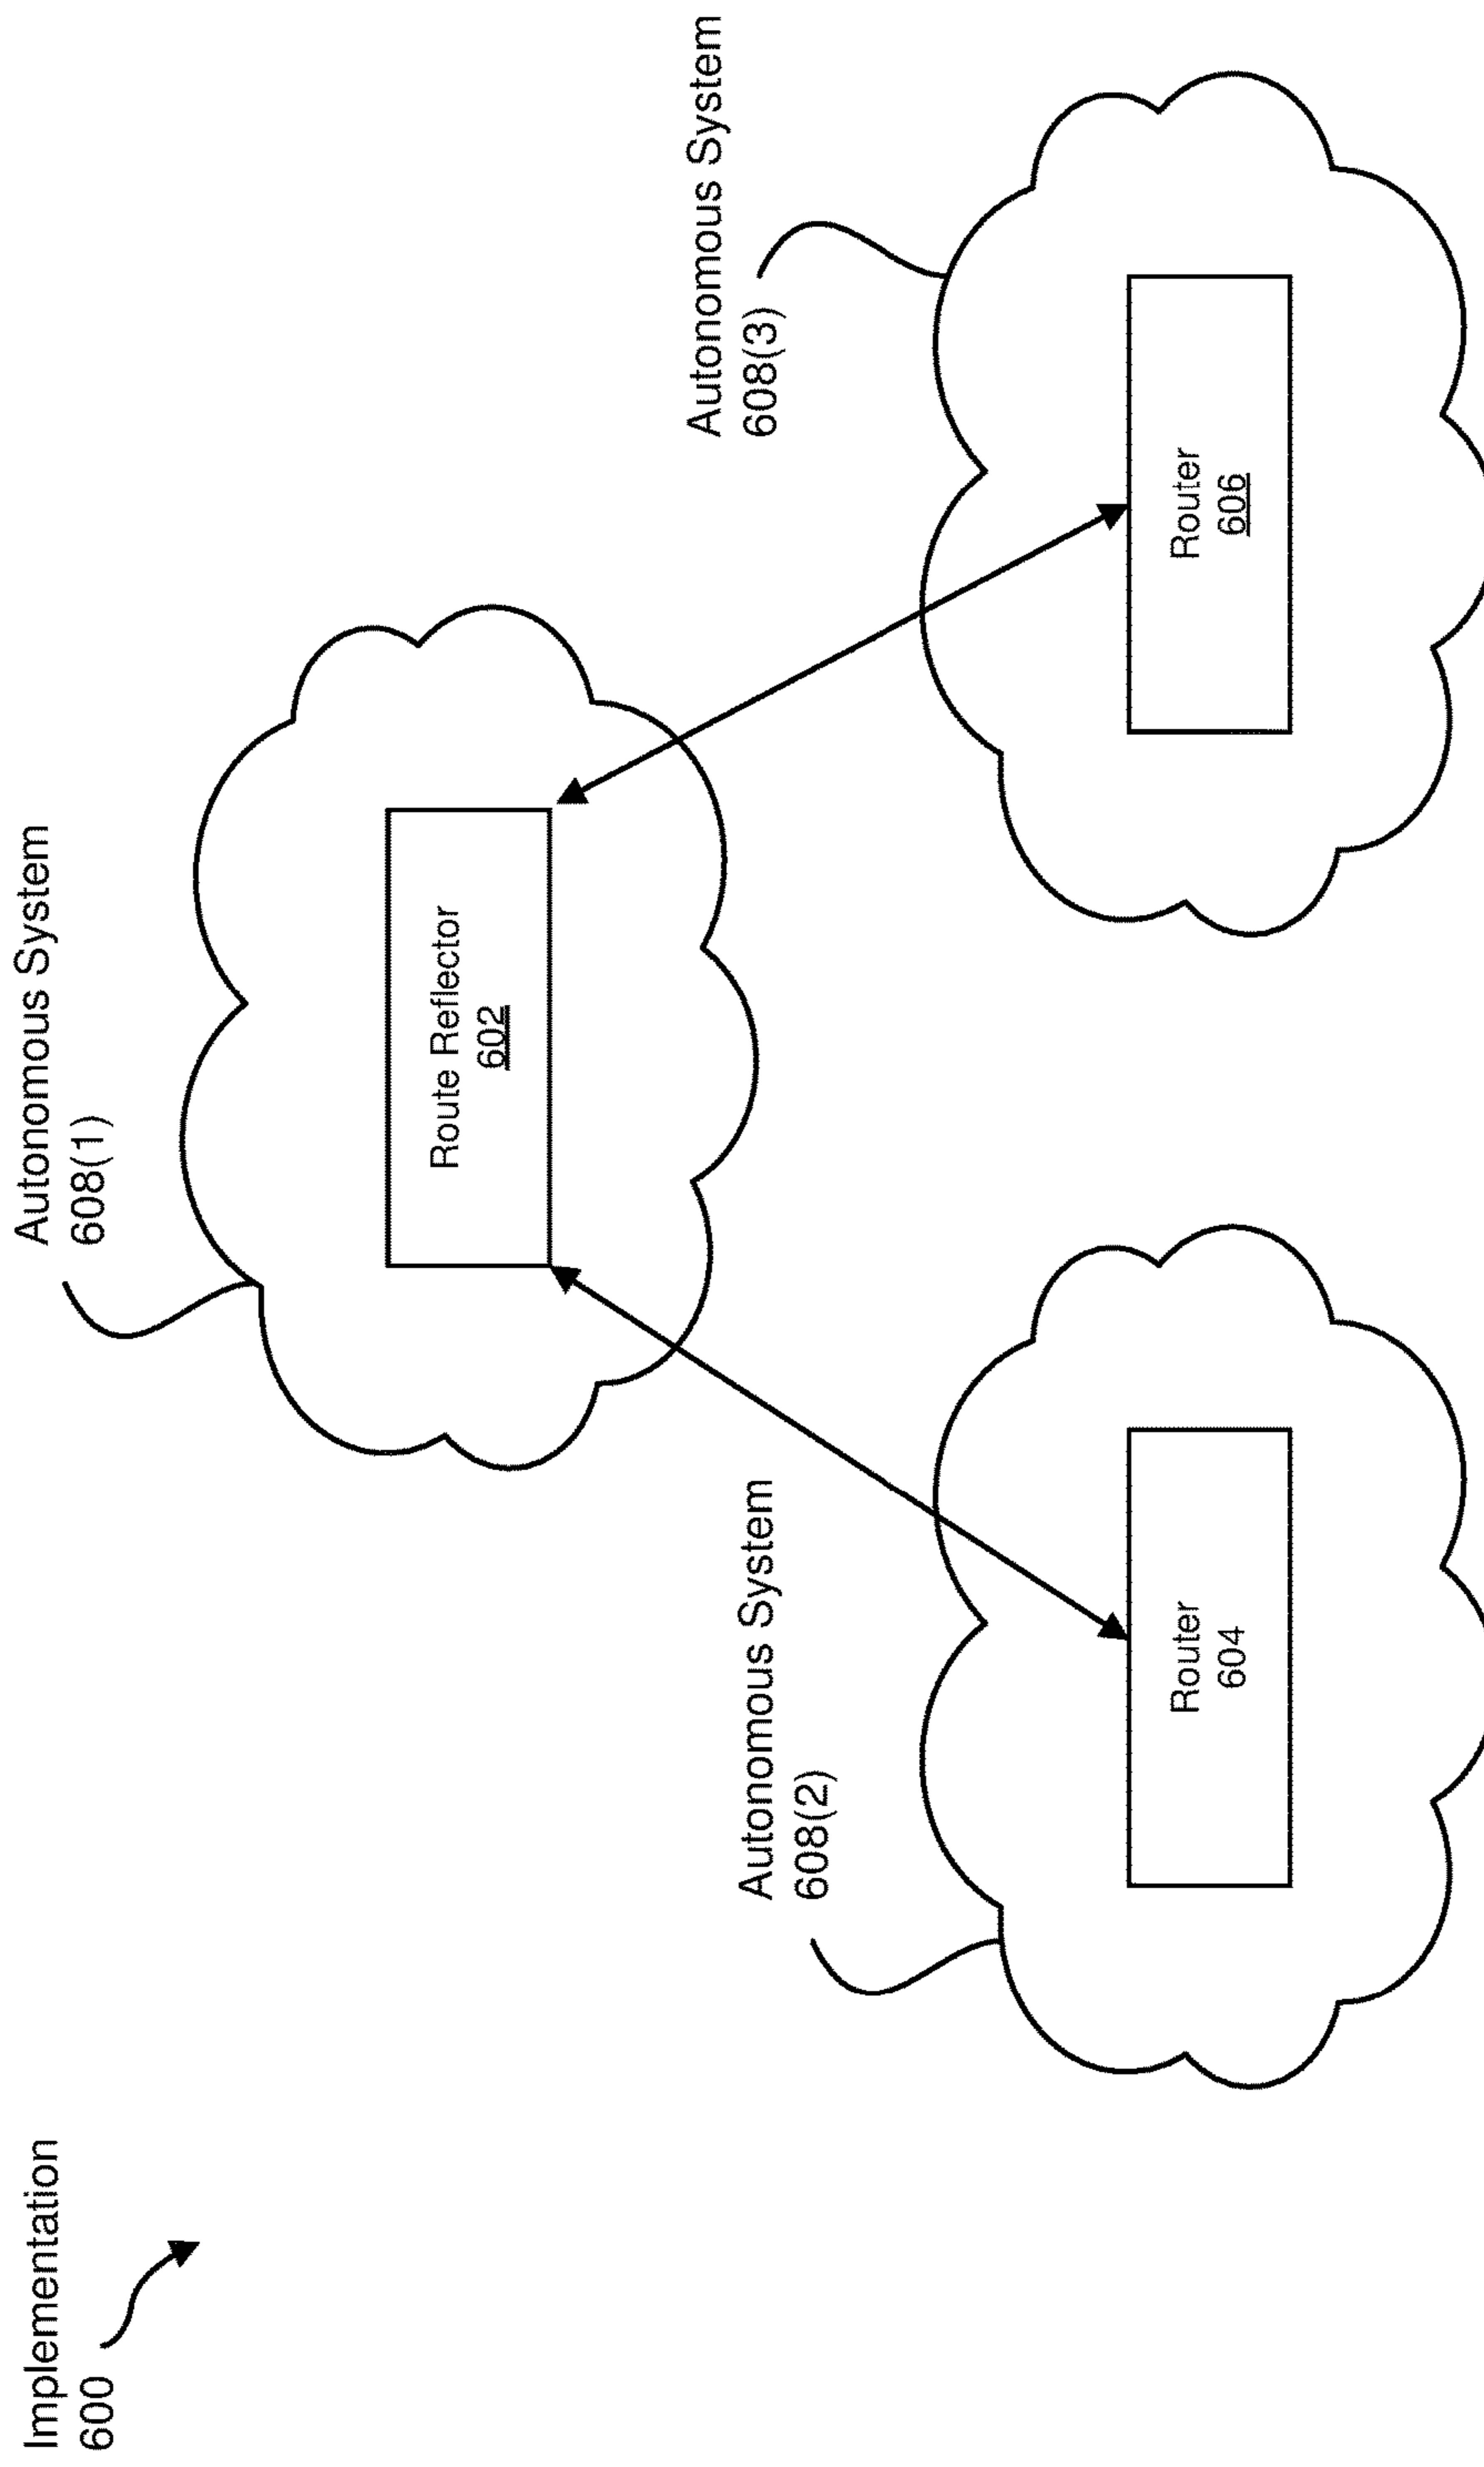 Implementation
600
Autonomous System
608(1)
Route Reflector
602
Autonomous System
608(2)
Router
604
Autonomous System
608(3)
Router
606